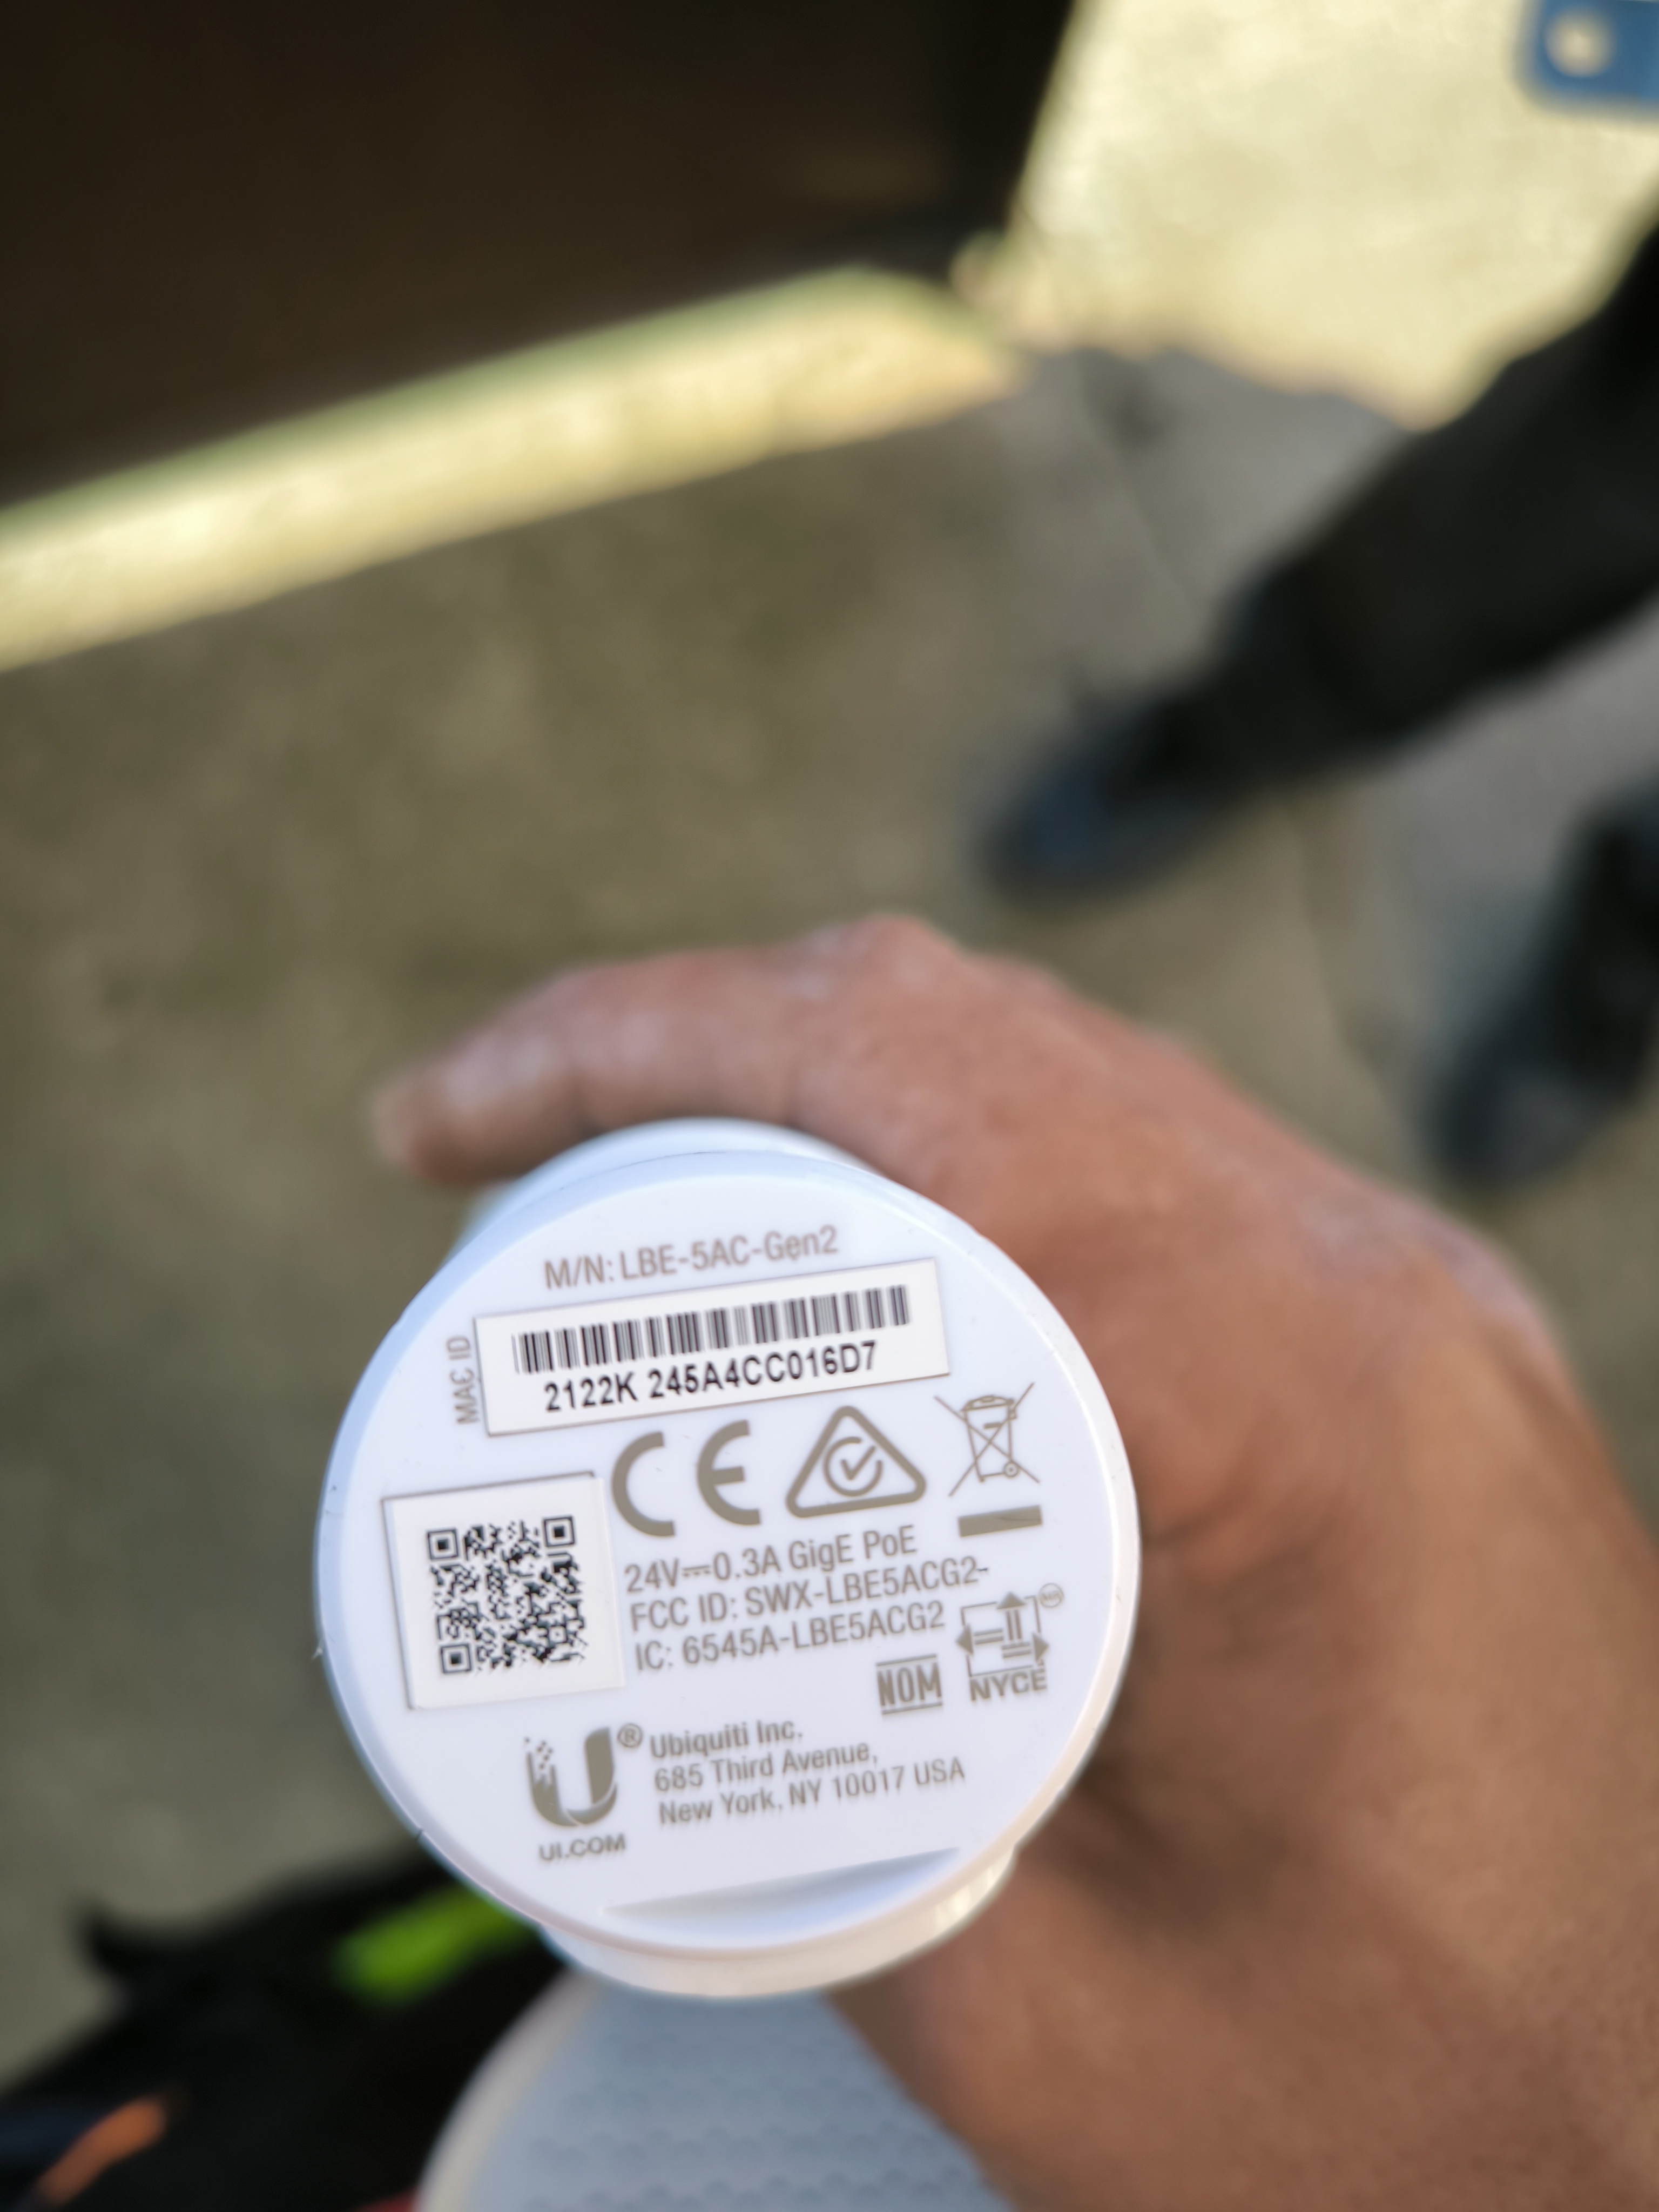 M/N: LBE-5AC-Gen2
MAC ID
2122K 245A4CC016D7
CE
24V⎓0.3A GigE PoE
FCC ID: SWX-LBE5ACG2-
IC: 6545A-LBE5ACG2
NOM
NYCE
U®
Ubiquiti Inc.
685 Third Avenue,
New York, NY 10017 USA
UI.COM